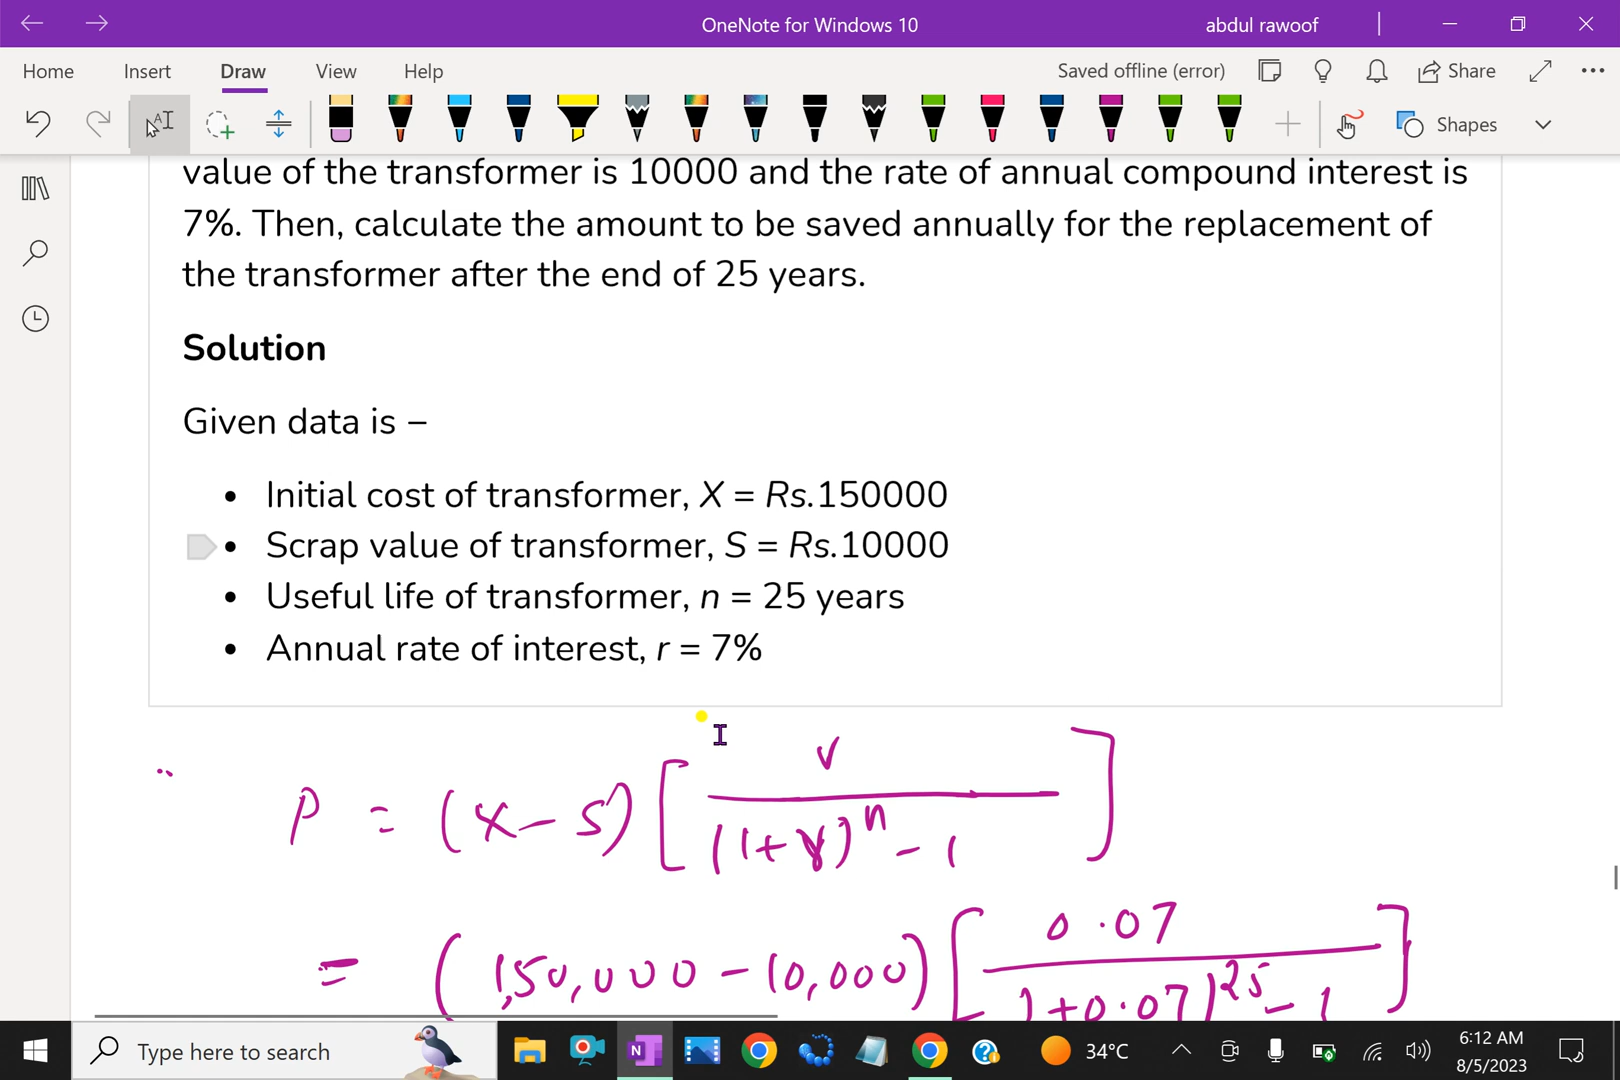 OneNote for Windows 10
abdul rawoof
Home Insert Draw View Help
Saved offline (error)
Share
Shapes
value of the transformer is 10000 and the rate of annual compound interest is
7%. Then, calculate the amount to be saved annually for the replacement of
the transformer after the end of 25 years.
Solution
Given data is –
• Initial cost of transformer, X = Rs.150000
• Scrap value of transformer, S = Rs.10000
• Useful life of transformer, n = 25 years
• Annual rate of interest, r = 7%
P = (x - s) [ r / (1+r)^n - 1 ]
= (1,50,000 - 10,000) [ 0.07 / 1+0.07)^25 - 1 ]
Type here to search
34°C
6:12 AM
8/5/2023